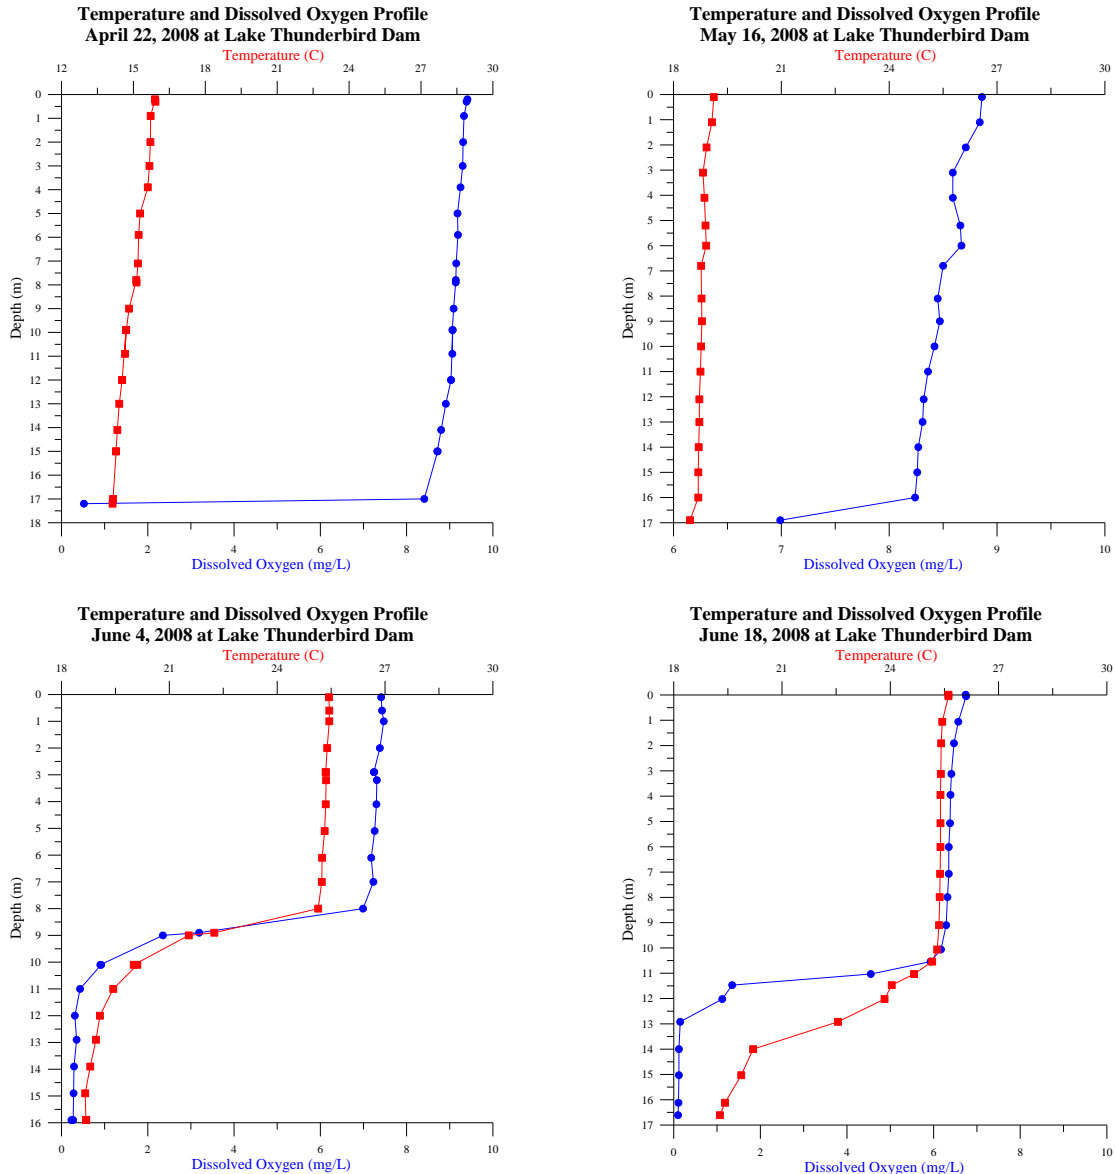 Temperature and Dissolved Oxygen Profile
April 22, 2008 at Lake Thunderbird Dam
Temperature (C)
12 15 18 21 24 27 30
0
1
2
3
4
5
6
7
8
9
10
11
12
13
14
15
16
17
18
Depth (m)
0 2 4 6 8 10
Dissolved Oxygen (mg/L)
Temperature and Dissolved Oxygen Profile
May 16, 2008 at Lake Thunderbird Dam
Temperature (C)
18 21 24 27 30
0
1
2
3
4
5
6
7
8
9
10
11
12
13
14
15
16
17
Depth (m)
6 7 8 9 10
Dissolved Oxygen (mg/L)
Temperature and Dissolved Oxygen Profile
June 4, 2008 at Lake Thunderbird Dam
Temperature (C)
18 21 24 27 30
0
1
2
3
4
5
6
7
8
9
10
11
12
13
14
15
16
Depth (m)
0 2 4 6 8 10
Dissolved Oxygen (mg/L)
Temperature and Dissolved Oxygen Profile
June 18, 2008 at Lake Thunderbird Dam
Temperature (C)
18 21 24 27 30
0
1
2
3
4
5
6
7
8
9
10
11
12
13
14
15
16
17
Depth (m)
0 2 4 6 8 10
Dissolved Oxygen (mg/L)